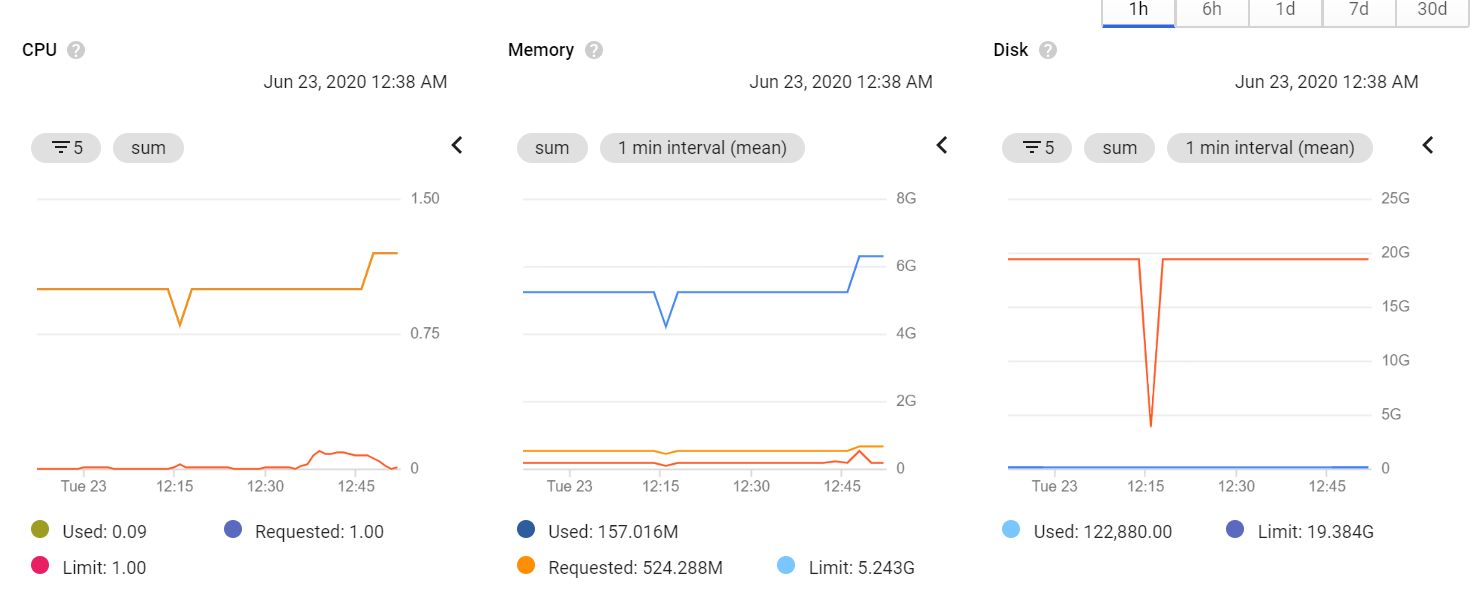 1h 6h 1d 7d 30d
CPU ? Memory ? Disk ?
Jun 23, 2020 12:38 AM Jun 23, 2020 12:38 AM Jun 23, 2020 12:38 AM
5 sum sum 1 min interval (mean) 5 sum 1 min interval (mean)
1.50 8G 25G
20G
6G
15G
0.75 4G
10G
2G
5G
0 0 0
Tue 23 12:15 12:30 12:45 Tue 23 12:15 12:30 12:45 Tue 23 12:15 12:30 12:45
Used: 0.09 Requested: 1.00 Used: 157.016M Used: 122,880.00 Limit: 19.384G
Limit: 1.00 Requested: 524.288M Limit: 5.243G